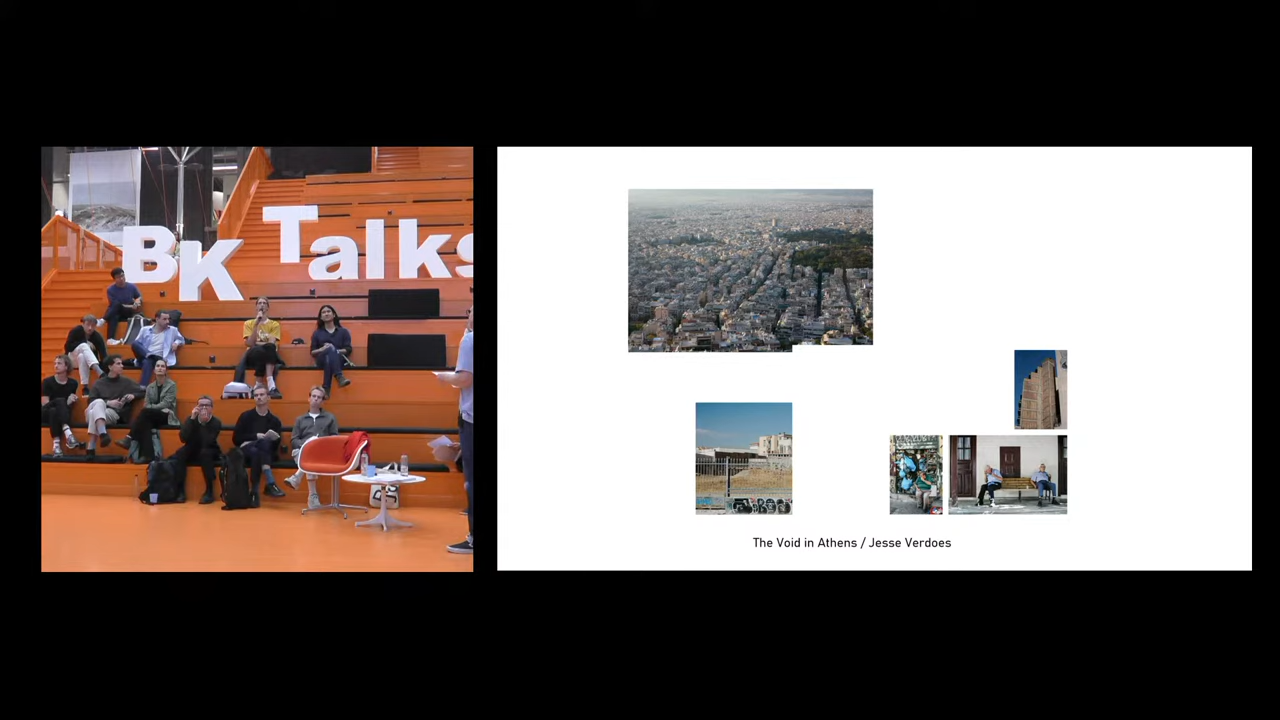 BK Talks
The Void in Athens / Jesse Verdoes